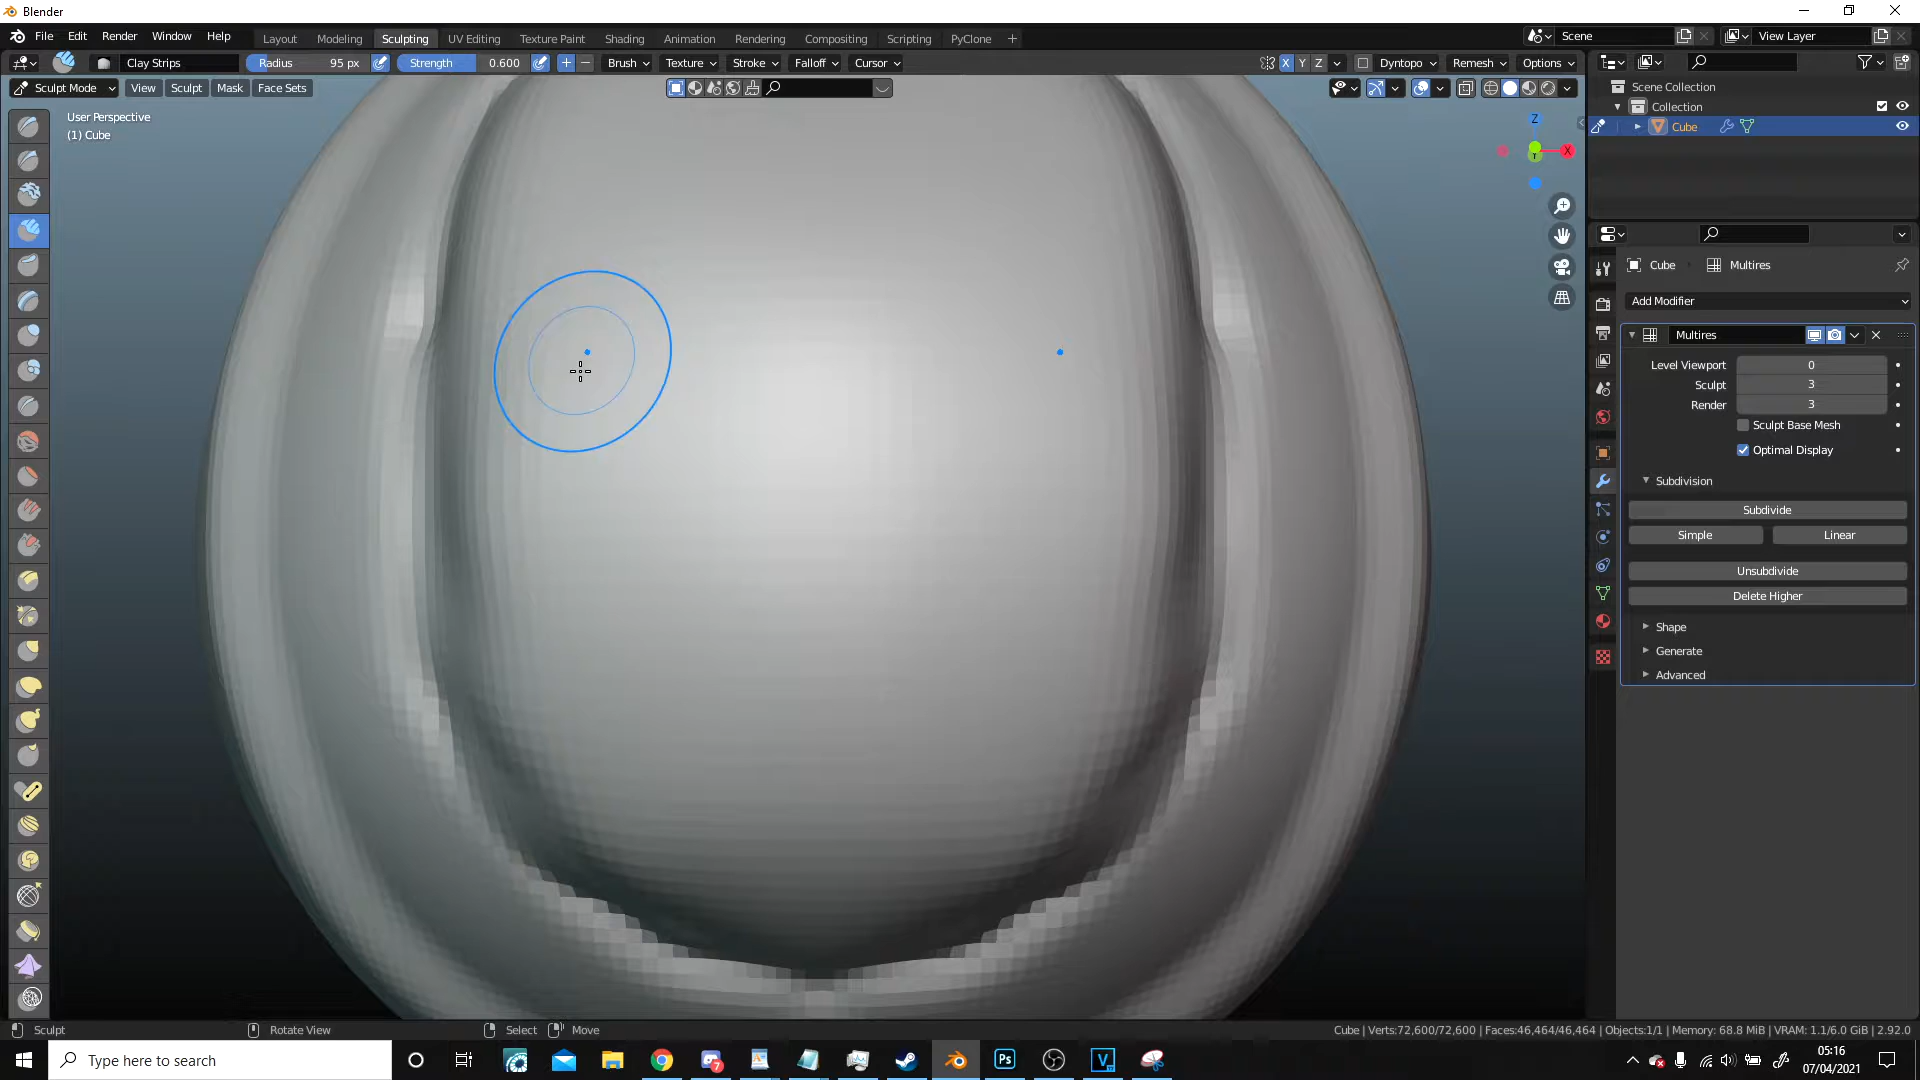 Blender
File Edit Render Window Help Layout Modeling Sculpting UV Editing Texture Paint Shading Animation Rendering Compositing Scripting PyClone + Scene View Layer
Clay Strips Radius 95 px Strength 0.600 Brush Texture Stroke Falloff Cursor X Y Z Dyntopo Remesh Options
Sculpt Mode View Sculpt Mask Face Sets
Scene Collection
Collection
Cube
User Perspective
(1) Cube
Z
X
Y
Cube Multires
Add Modifier
Multires
Level Viewport 0
Sculpt 3
Render 3
Sculpt Base Mesh
Optimal Display
Subdivision
Subdivide
Simple Linear
Unsubdivide
Delete Higher
Shape
Generate
Advanced
Sculpt Rotate View Select Move Cube | Verts:72,600/72,600 | Faces:46,464/46,464 | Objects:1/1 | Memory: 68.8 MiB | VRAM: 1.1/6.0 GiB | 2.92.0
Type here to search 7 Ps V 05:16
07/04/2021